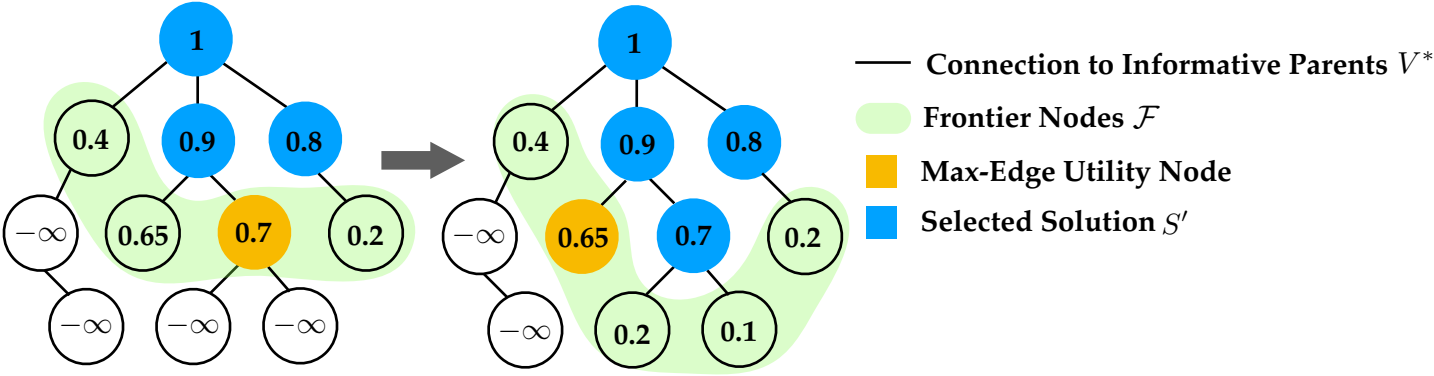 1
0.4 0.9 0.8
−∞ 0.65 0.7 0.2
−∞ −∞ −∞
1
0.4 0.9 0.8
−∞ 0.65 0.7 0.2
−∞ 0.2 0.1
Connection to Informative Parents V*
Frontier Nodes ℱ
Max-Edge Utility Node
Selected Solution S′